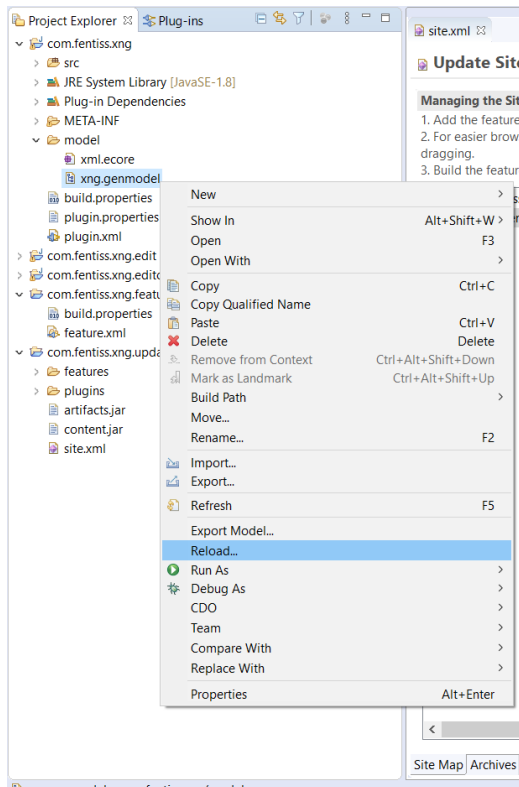 Project Explorer
Plug-ins
com.fentiss.xng
src
JRE System Library [JavaSE-1.8]
Plug-in Dependencies
META-INF
model
xml.ecore
xng.genmodel
build.properties
plugin.properties
plugin.xml
com.fentiss.xng.edit
com.fentiss.xng.edito
com.fentiss.xng.featu
build.properties
feature.xml
com.fentiss.xng.upda
features
plugins
artifacts.jar
content.jar
site.xml
New
Show In Alt+Shift+W
Open F3
Open With
Copy Ctrl+C
Copy Qualified Name
Paste Ctrl+V
Delete Delete
Remove from Context Ctrl+Alt+Shift+Down
Mark as Landmark Ctrl+Alt+Shift+Up
Build Path
Move...
Rename... F2
Import...
Export...
Refresh F5
Export Model...
Reload...
Run As
Debug As
CDO
Team
Compare With
Replace With
Properties Alt+Enter
site.xml
Update Site
Managing the Sit
1. Add the feature
2. For easier brow
dragging.
3. Build the featur
Site Map Archives